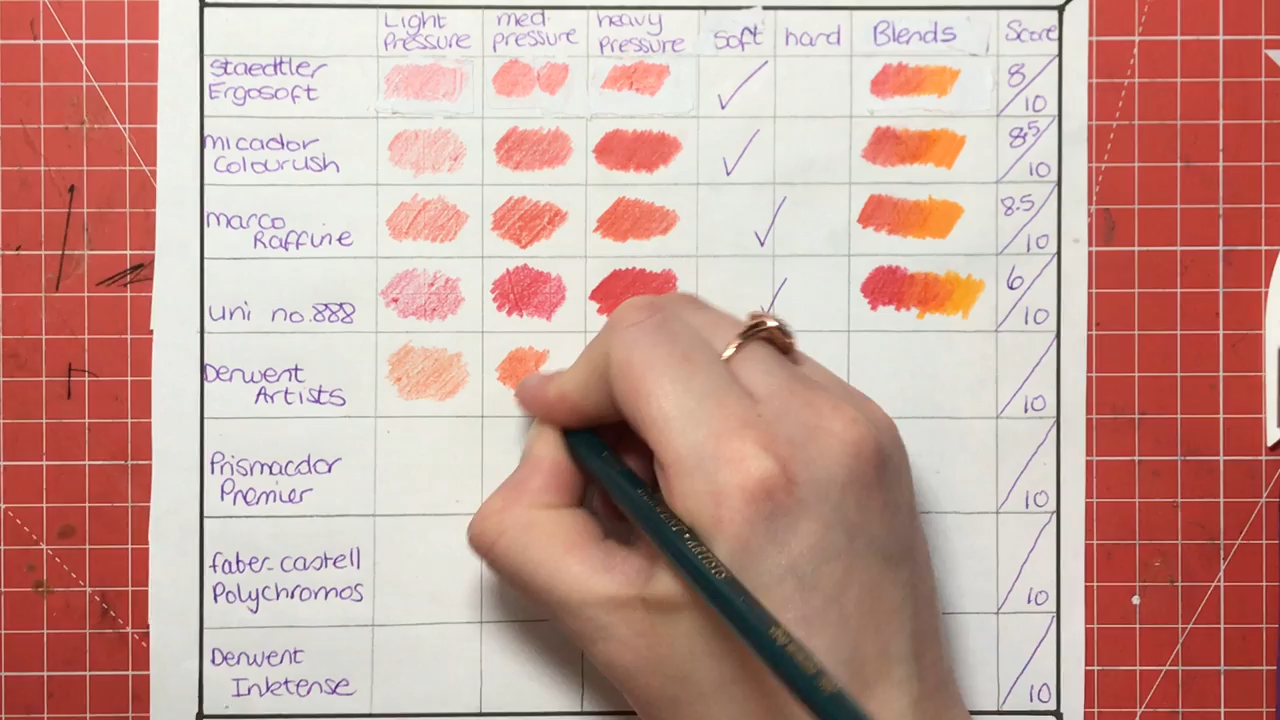 Light Pressure med. pressure heavy Pressure Soft hard Blends Score
Staedtler Ergosoft 8/10
micador Colourush 8.5/10
marco Raffine 8.5/10
uni no.888 6/10
Derwent Artists /10
Prismacolor Premier /10
faber-castell Polychromos /10
Derwent Inktense /10
DERWENT • ARTISTS